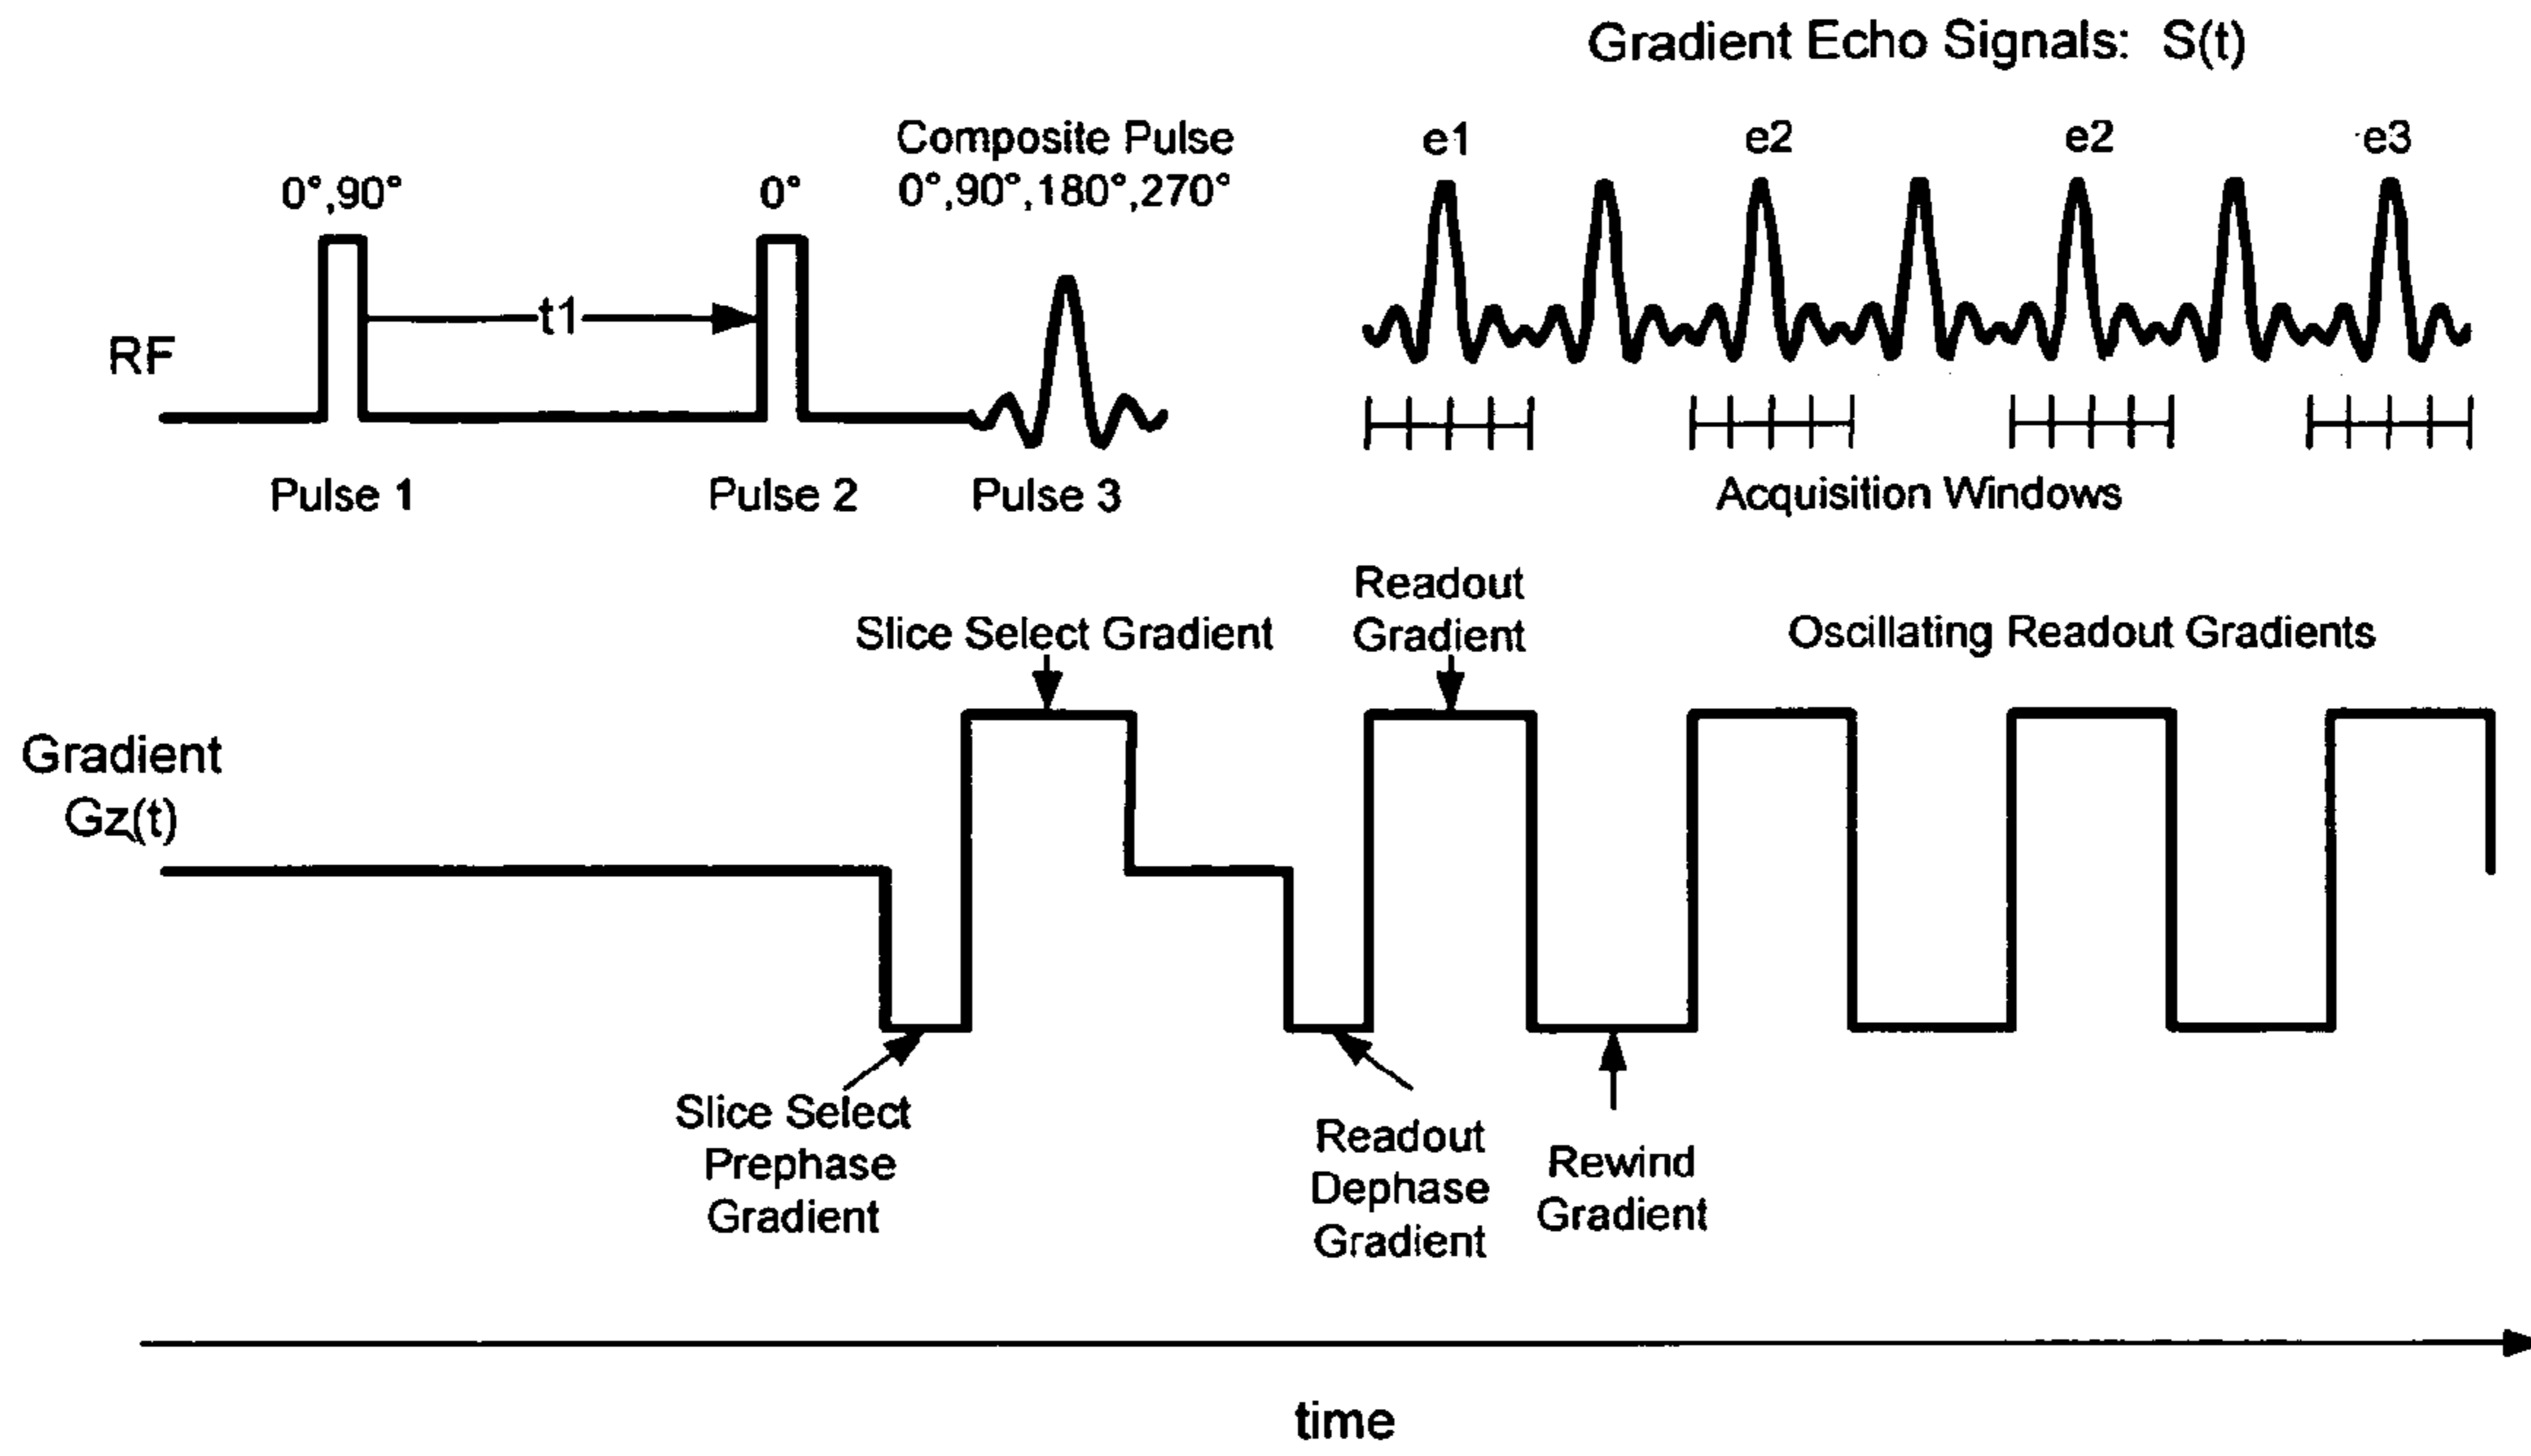 Gradient Echo Signals: S(t)
Composite Pulse
0°,90°
0°
0°,90°,180°,270°
e1
e2
e2
e3
t1
RF
Pulse 1
Pulse 2
Pulse 3
Acquisition Windows
Readout
Gradient
Slice Select Gradient
Oscillating Readout Gradients
Gradient
Gz(t)
Slice Select
Prephase
Gradient
Readout
Dephase
Gradient
Rewind
Gradient
time